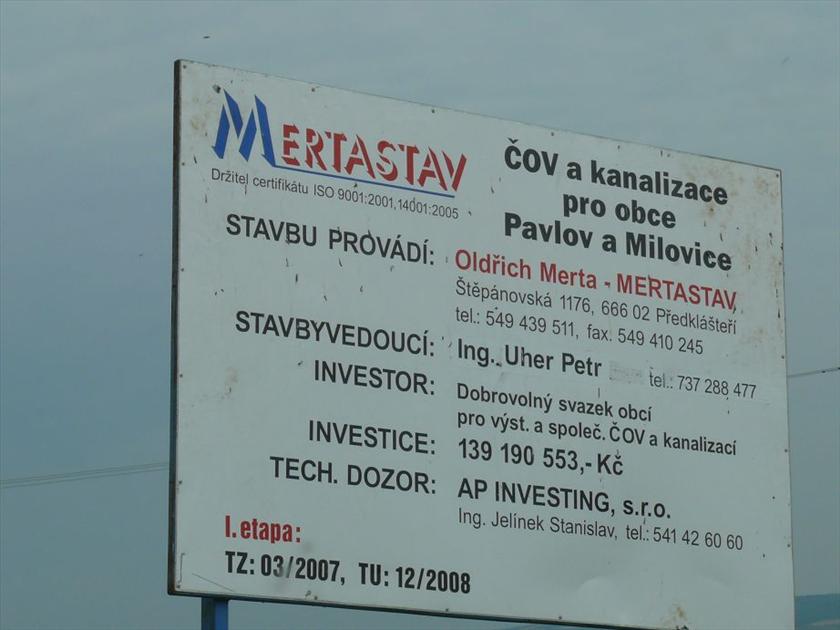 MERTASTAV
Držitel certifikátu ISO 9001:2001,14001:2005
ČOV a kanalizace
pro obce
Pavlov a Milovice
STAVBU PROVÁDÍ:
Oldřich Merta - MERTASTAV
Štěpánovská 1176, 666 02 Předklášteří
tel.: 549 439 511, fax. 549 410 245
STAVBYVEDOUCÍ: Ing. Uher Petr tel.: 737 288 477
INVESTOR: Dobrovolný svazek obcí
pro výst. a společ. ČOV a kanalizací
INVESTICE: 139 190 553,- Kč
TECH. DOZOR: AP INVESTING, s.r.o.
Ing. Jelínek Stanislav, tel.: 541 42 60 60
I. etapa:
TZ: 03/2007, TU: 12/2008